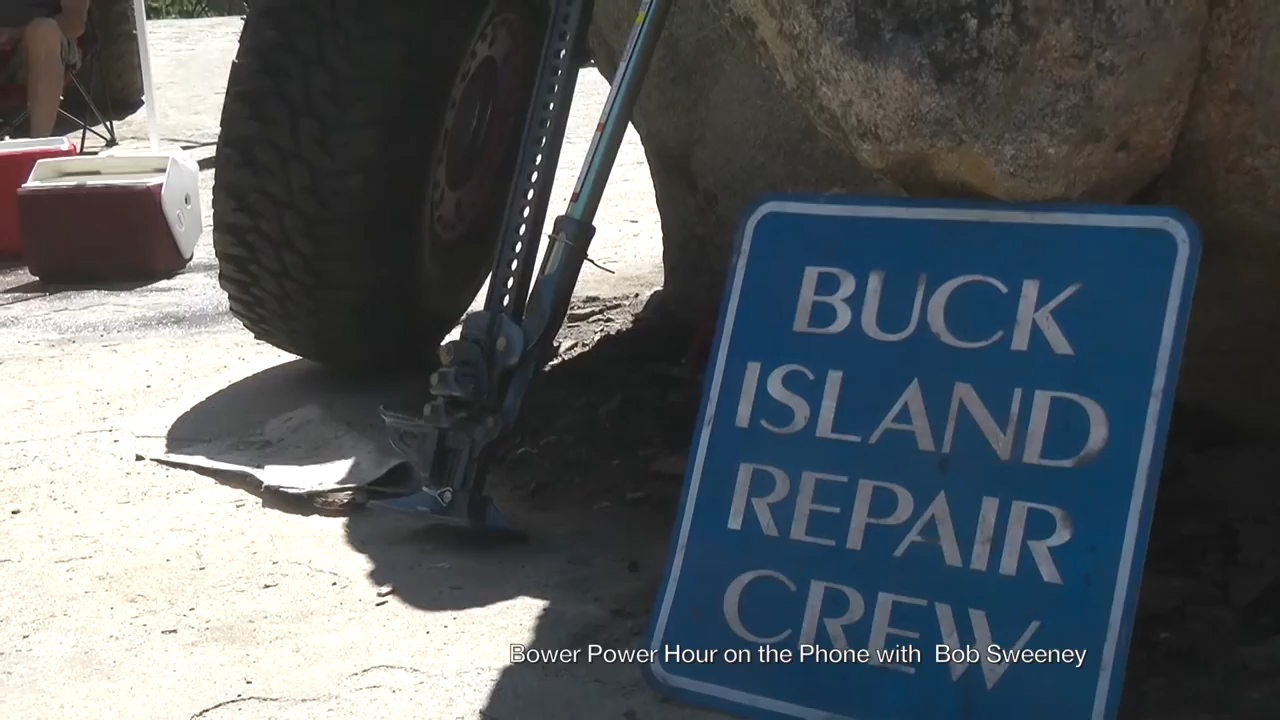 BUCK
ISLAND
REPAIR
CREW
Bower Power Hour on the Phone with  Bob Sweeney